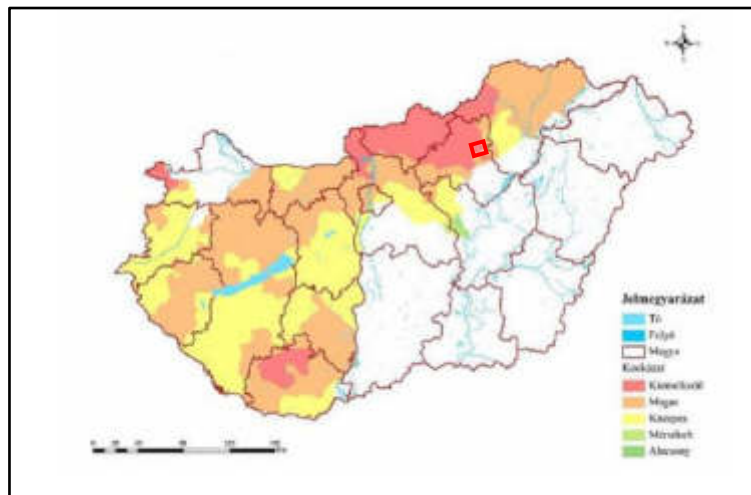 Jelmagyarázat
Tó
Folyó
Megye
Kockázat
Kiemelkedő
Magas
Közepes
Mérsékelt
Alacsony